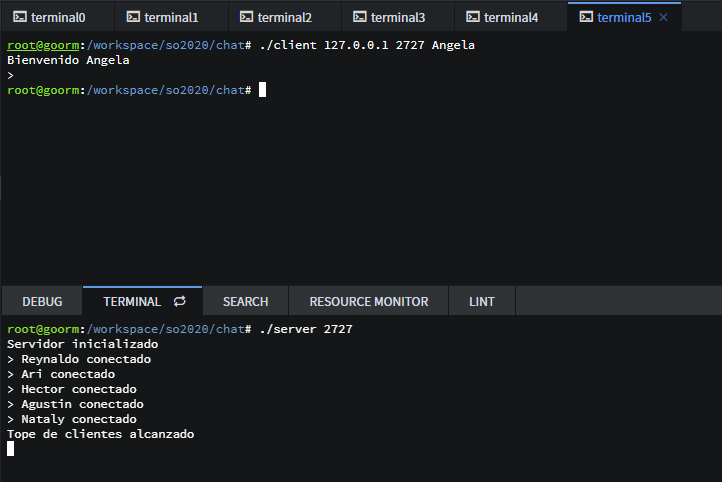 terminal0 terminal1 terminal2 terminal3 terminal4 terminal5
root@goorm:/workspace/so2020/chat# ./client 127.0.0.1 2727 Angela
Bienvenido Angela
>
root@goorm:/workspace/so2020/chat#
DEBUG TERMINAL SEARCH RESOURCE MONITOR LINT
root@goorm:/workspace/so2020/chat# ./server 2727
Servidor inicializado
> Reynaldo conectado
> Ari conectado
> Hector conectado
> Agustin conectado
> Nataly conectado
Tope de clientes alcanzado